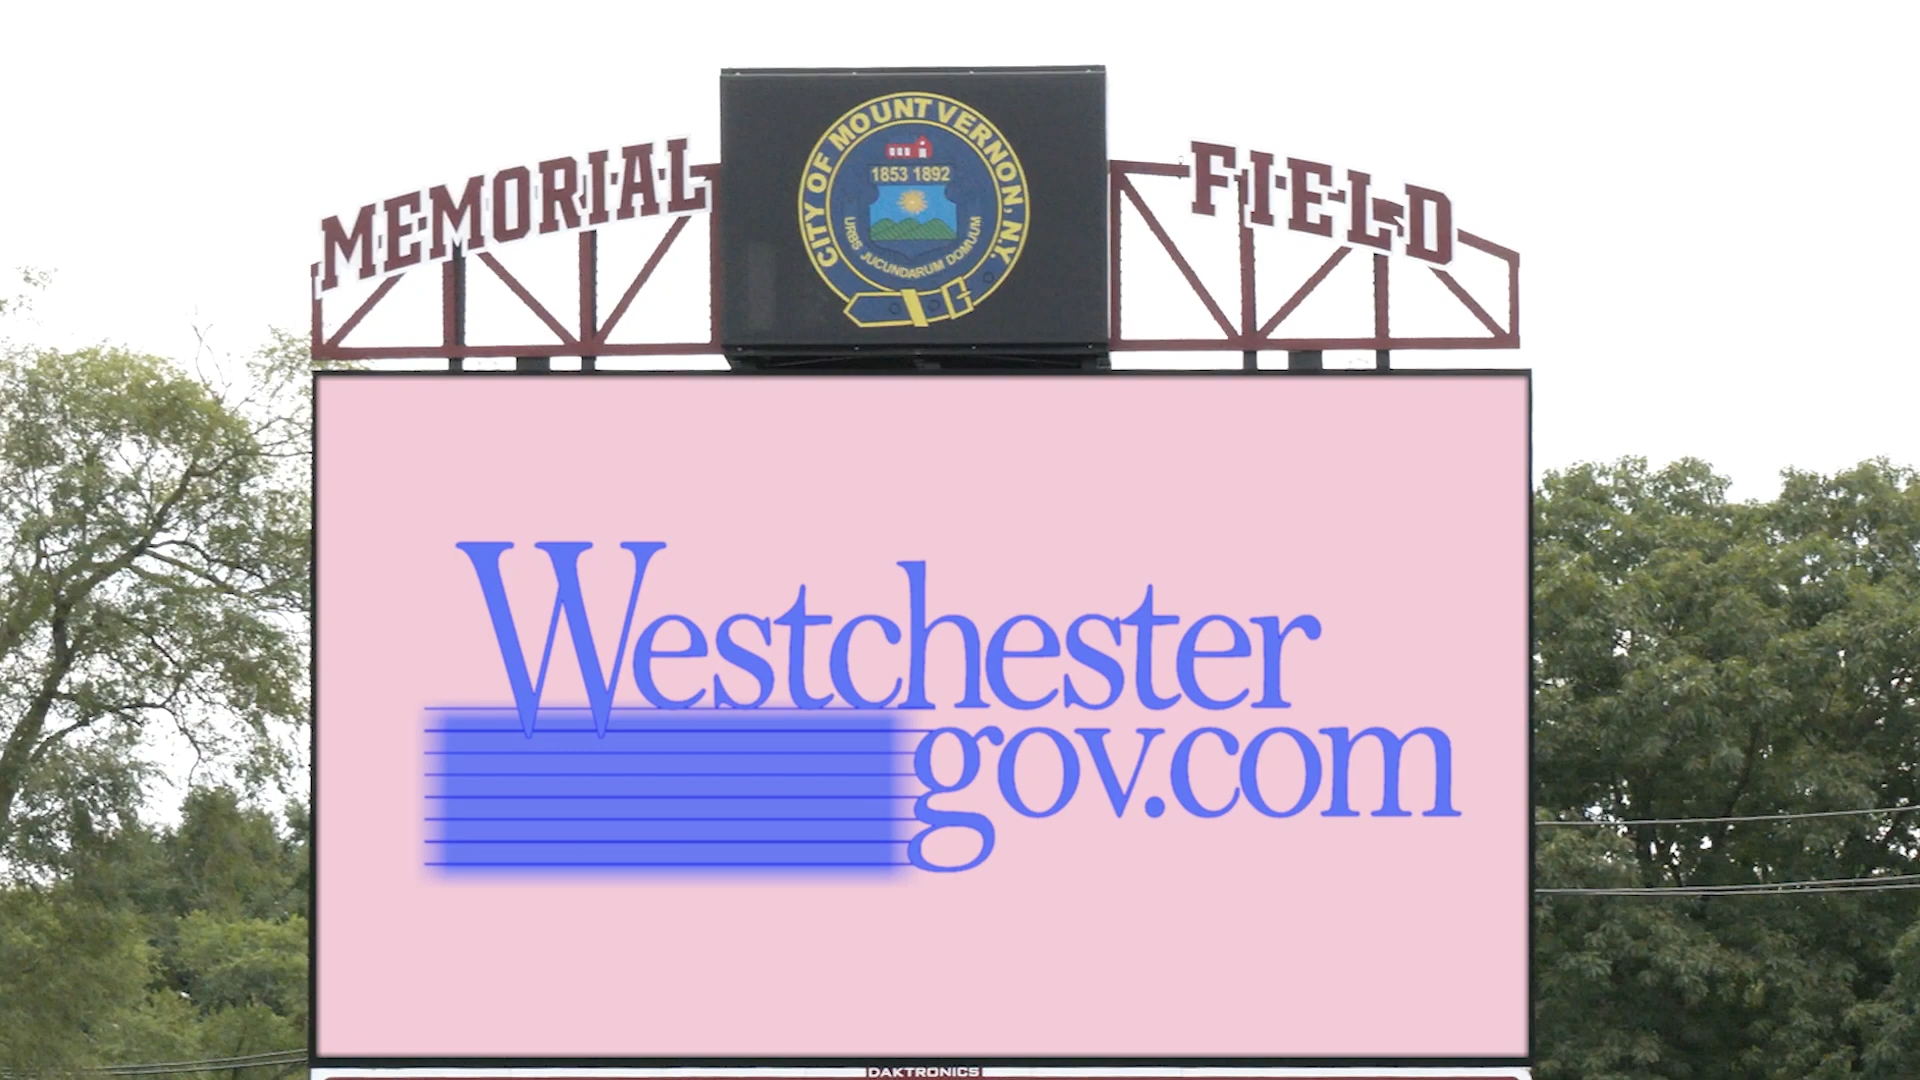 MEMORIAL
CITY OF MOUNT VERNON, N.Y.
1853 1892
URBS JUCUNDARUM DOMUUM
FIELD
Westchester
gov.com
DAKTRONICS